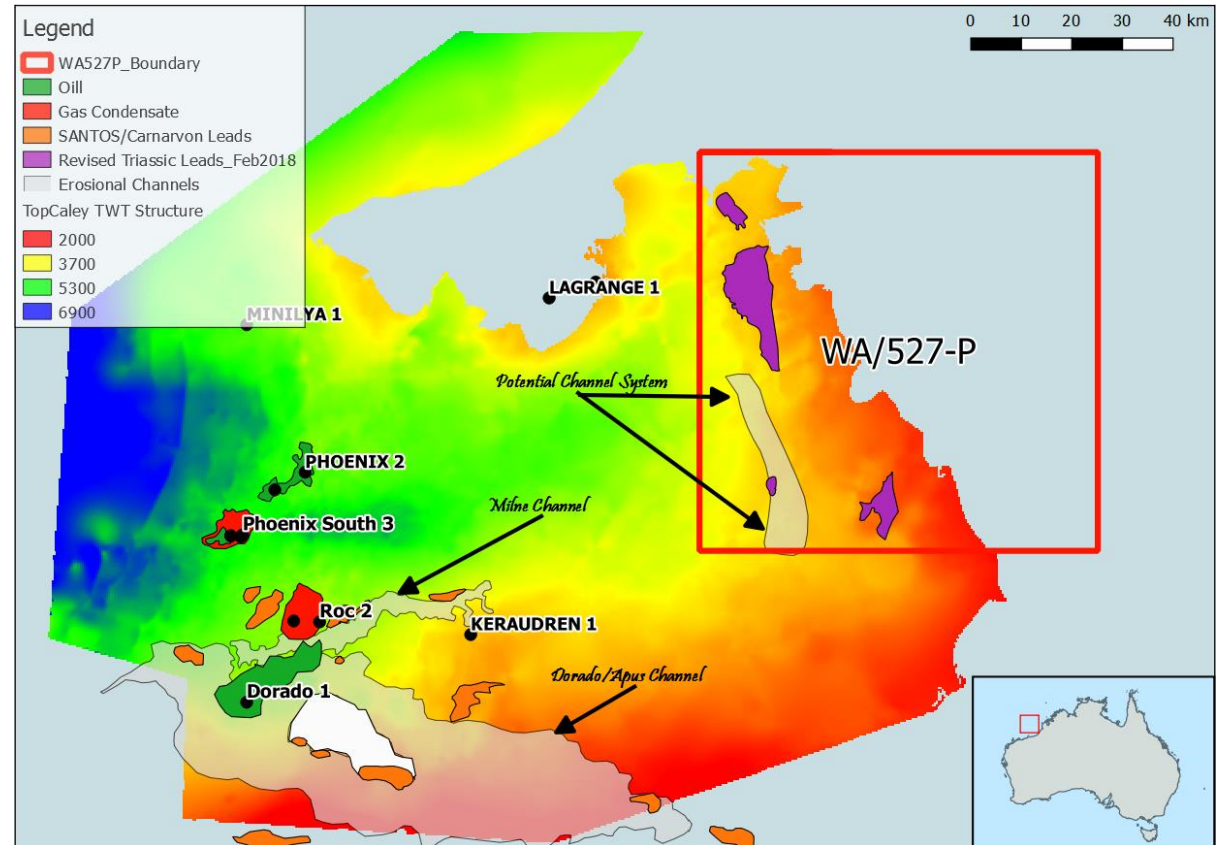 Legend
WA527P_Boundary
Oill
Gas Condensate
SANTOS/Carnarvon Leads
Revised Triassic Leads_Feb2018
Erosional Channels
TopCaley TWT Structure
2000
3700
5300
6900
0 10 20 30 40 km
MINILYA 1
LAGRANGE 1
WA/527-P
Potential Channel System
PHOENIX 2
Milne Channel
Phoenix South 3
Roc 2
KERAUDREN 1
Dorado/Apus Channel
Dorado 1